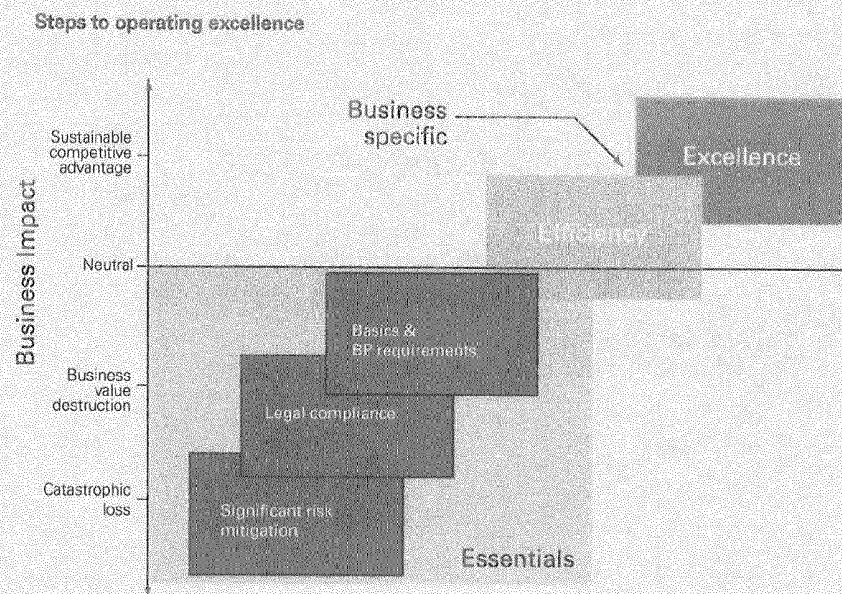 Steps to operating excellence
Business
specific
Excellence
Sustainable
competitive
advantage
Efficiency
Business Impact
Neutral
Basics &
BP requirements
Business
value
destruction
Legal compliance
Catastrophic
loss
Significant risk
mitigation
Essentials